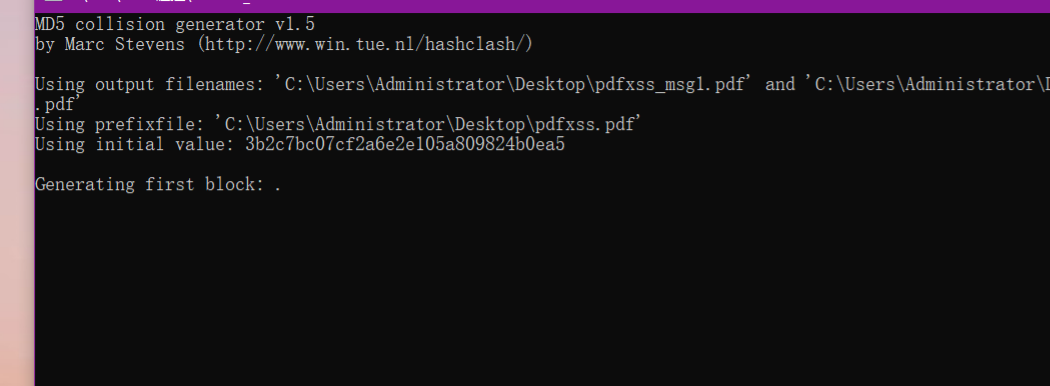 MD5 collision generator v1.5
by Marc Stevens (http://www.win.tue.nl/hashclash/)
Using output filenames: 'C:\Users\Administrator\Desktop\pdfxss_msg1.pdf' and 'C:\Users\Administrator\
.pdf'
Using prefixfile: 'C:\Users\Administrator\Desktop\pdfxss.pdf'
Using initial value: 3b2c7bc07cf2a6e2e105a809824b0ea5
Generating first block: .